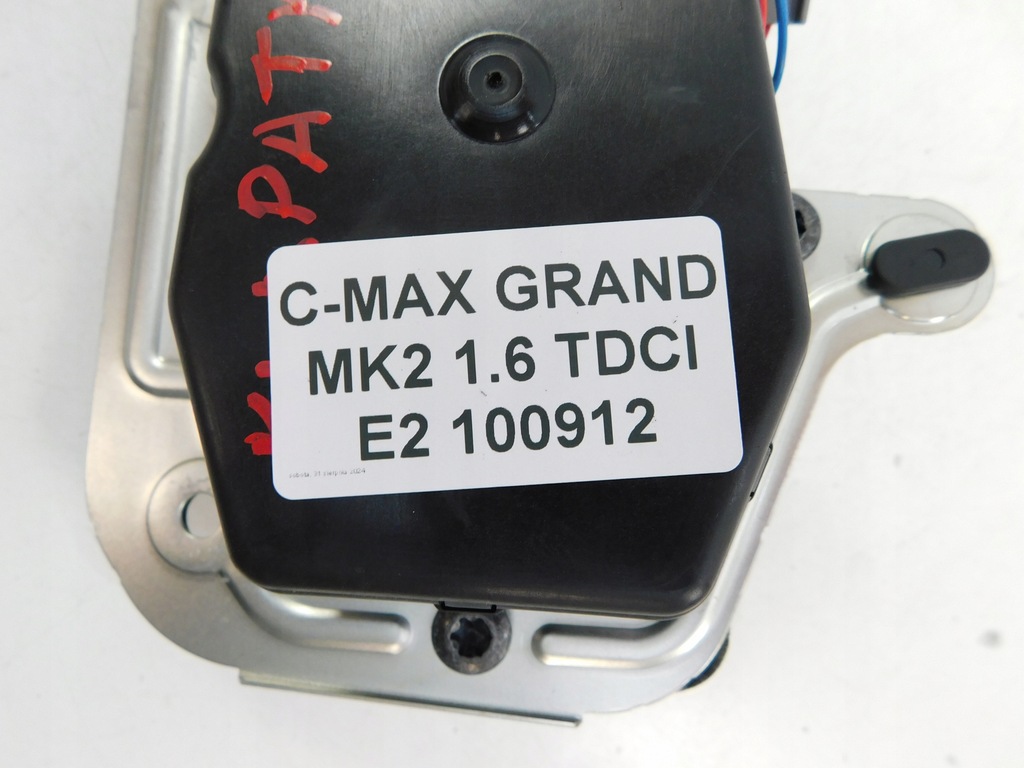 C-MAX GRAND
MK2 1.6 TDCI
E2 100912